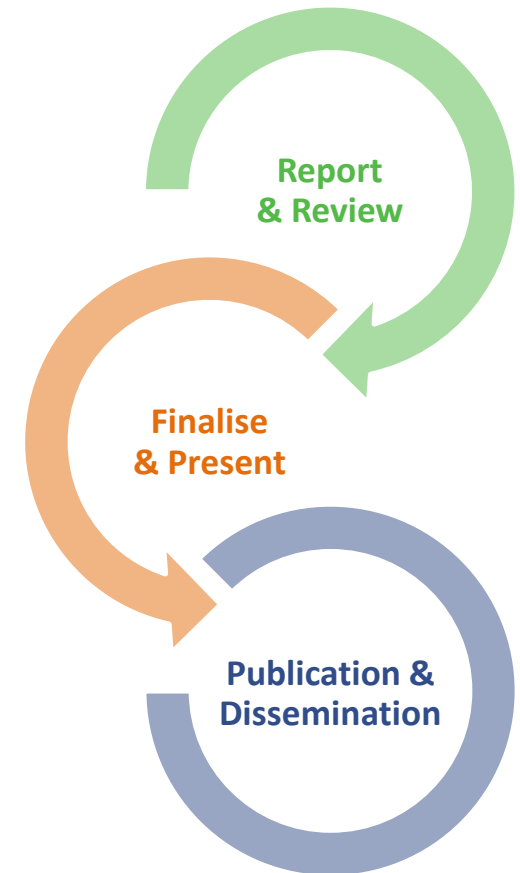 Report
& Review
Finalise
& Present
Publication &
Dissemination